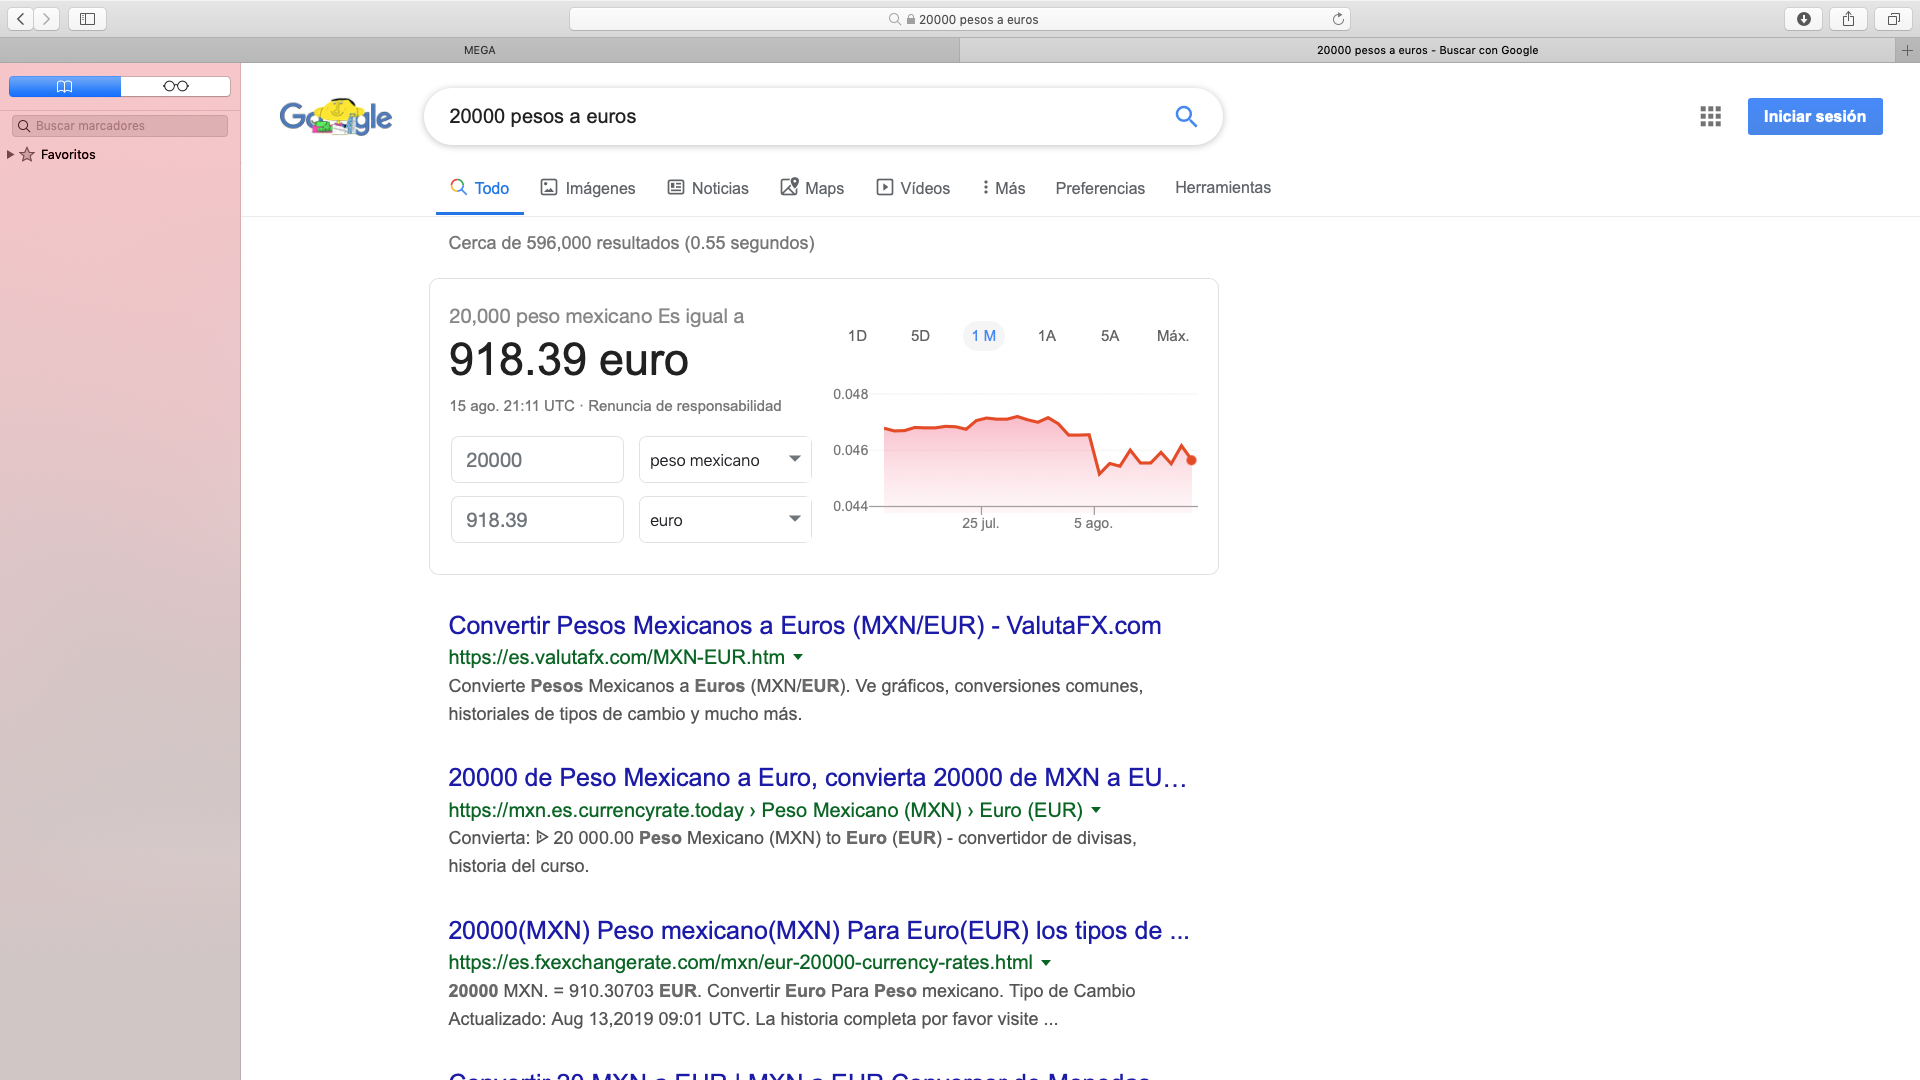 20000 pesos a euros
MEGA
20000 pesos a euros - Buscar con Google
Buscar marcadores
Favoritos
Google
20000 pesos a euros
Iniciar sesión
Todo
Imágenes
Noticias
Maps
Vídeos
Más
Preferencias
Herramientas
Cerca de 596,000 resultados (0.55 segundos)
20,000 peso mexicano Es igual a
918.39 euro
15 ago. 21:11 UTC · Renuncia de responsabilidad
20000
peso mexicano
918.39
euro
1D
5D
1 M
1A
5A
Máx.
0.048
0.046
0.044
25 jul.
5 ago.
Convertir Pesos Mexicanos a Euros (MXN/EUR) - ValutaFX.com
https://es.valutafx.com/MXN-EUR.htm
Convierte Pesos Mexicanos a Euros (MXN/EUR). Ve gráficos, conversiones comunes,
historiales de tipos de cambio y mucho más.
20000 de Peso Mexicano a Euro, convierta 20000 de MXN a EU...
https://mxn.es.currencyrate.today › Peso Mexicano (MXN) › Euro (EUR)
Convierta: ᐉ 20 000.00 Peso Mexicano (MXN) to Euro (EUR) - convertidor de divisas,
historia del curso.
20000(MXN) Peso mexicano(MXN) Para Euro(EUR) los tipos de ...
https://es.fxexchangerate.com/mxn/eur-20000-currency-rates.html
20000 MXN. = 910.30703 EUR. Convertir Euro Para Peso mexicano. Tipo de Cambio
Actualizado: Aug 13,2019 09:01 UTC. La historia completa por favor visite ...
Convertir 20 MXN a EUR | MXN a EUR Conversor de Monedas